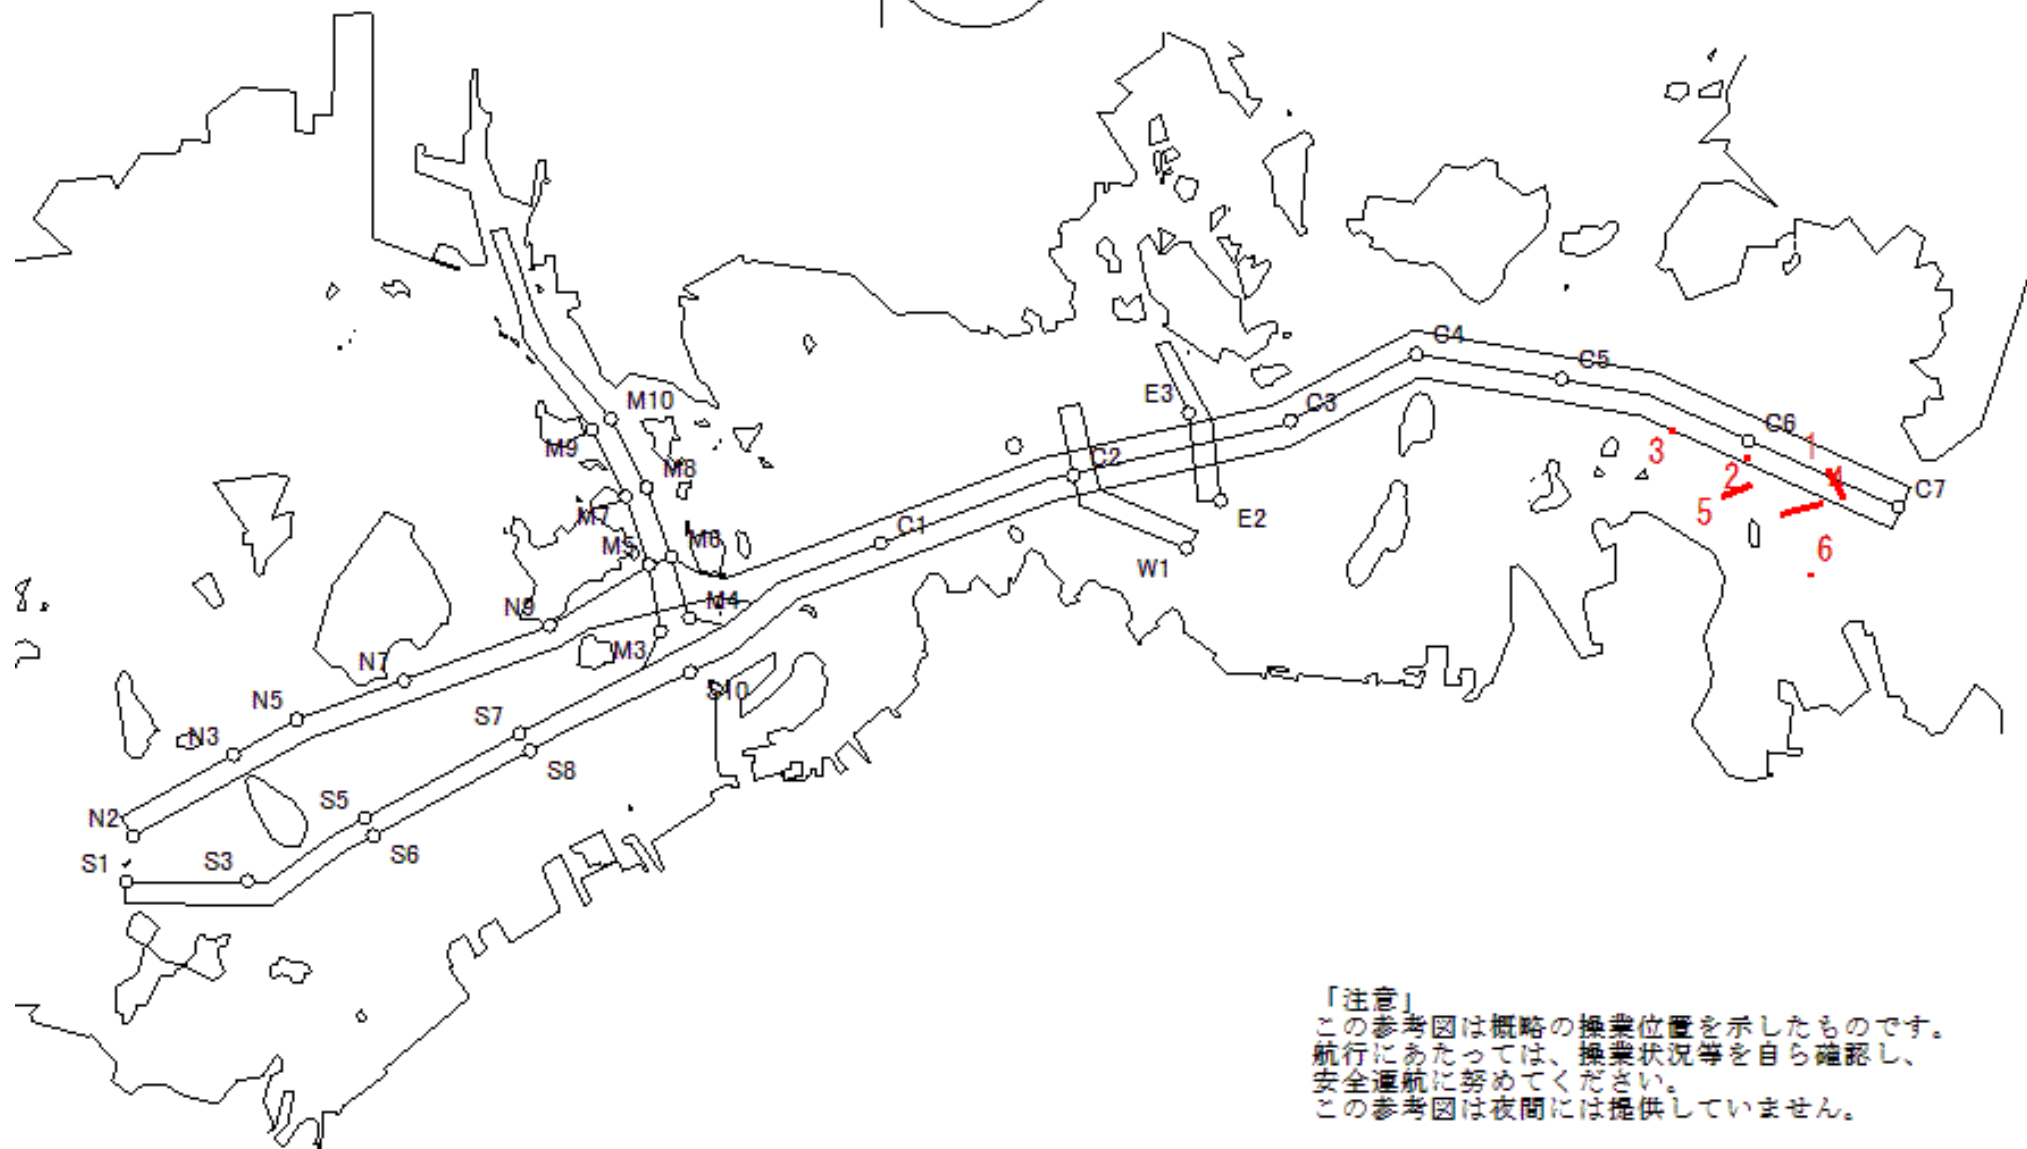 C4
C5
E3
C3
M10
C6
1
M9
3
C2
M8
2
4
C7
5
E2
M7
C1
M5
M6
6
W1
N9
M4
M3
N7
S10
N5
S7
N3
S8
S5
N2
S6
S1
S3
「注意」
この参考図は概略の操業位置を示したものです。
航行にあたっては、操業状況等を自ら確認し、
安全運航に努めてください。
この参考図は夜間には提供していません。